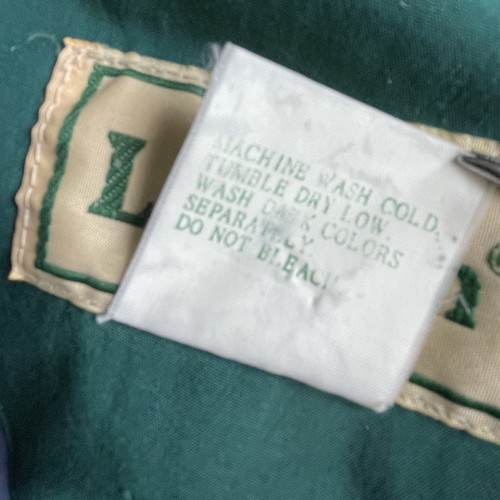 L
MACHINE WASH COLD.
TUMBLE DRY LOW
WASH DARK COLORS
SEPARATELY
DO NOT BLEACH